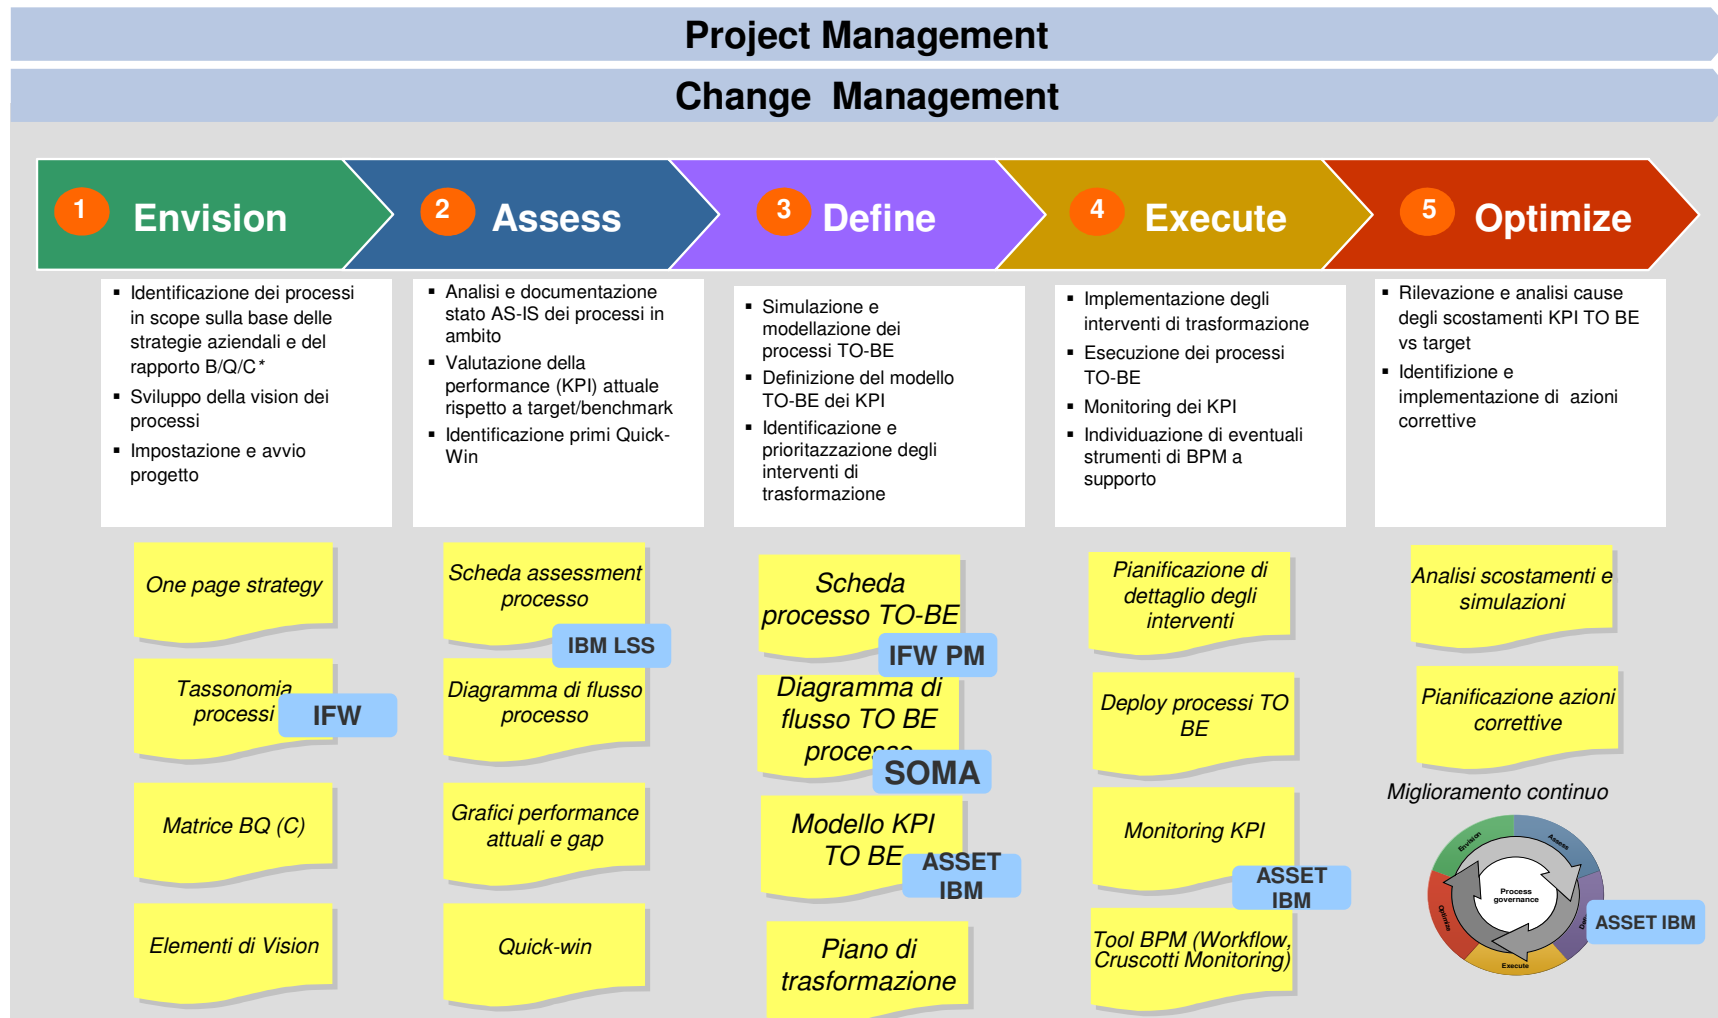 Project Management
Change Management
1 Envision
2 Assess
3 Define
4 Execute
5 Optimize
▪ Identificazione dei processi
in scope sulla base delle
strategie aziendali e del
rapporto B/Q/C*
▪ Sviluppo della vision dei
processi
▪ Impostazione e avvio
progetto
▪ Analisi e documentazione
stato AS-IS dei processi in
ambito
▪ Valutazione della
performance (KPI) attuale
rispetto a target/benchmark
▪ Identificazione primi Quick-
Win
▪ Simulazione e
modellazione dei
processi TO-BE
▪ Definizione del modello
TO-BE dei KPI
▪ Identificazione e
prioritazzazione degli
interventi di
trasformazione
▪ Implementazione degli
interventi di trasformazione
▪ Esecuzione dei processi
TO-BE
▪ Monitoring dei KPI
▪ Individuazione di eventuali
strumenti di BPM a
supporto
▪ Rilevazione e analisi cause
degli scostamenti KPI TO BE
vs target
▪ Identifizione e
implementazione di azioni
correttive
One page strategy
Tassonomia
processi
IFW
Matrice BQ (C)
Elementi di Vision
Scheda assessment
processo
IBM LSS
Diagramma di flusso
processo
Grafici performance
attuali e gap
Quick-win
Scheda
processo TO-BE
IFW PM
Diagramma di
flusso TO BE
processo
SOMA
Modello KPI
TO BE
ASSET
IBM
Piano di
trasformazione
Pianificazione di
dettaglio degli
interventi
Deploy processi TO
BE
Monitoring KPI
ASSET
IBM
Tool BPM (Workflow,
Cruscotti Monitoring)
Analisi scostamenti e
simulazioni
Pianificazione azioni
correttive
Miglioramento continuo
Envision
Assess
Process
governance
Optimize
Execute
ASSET IBM